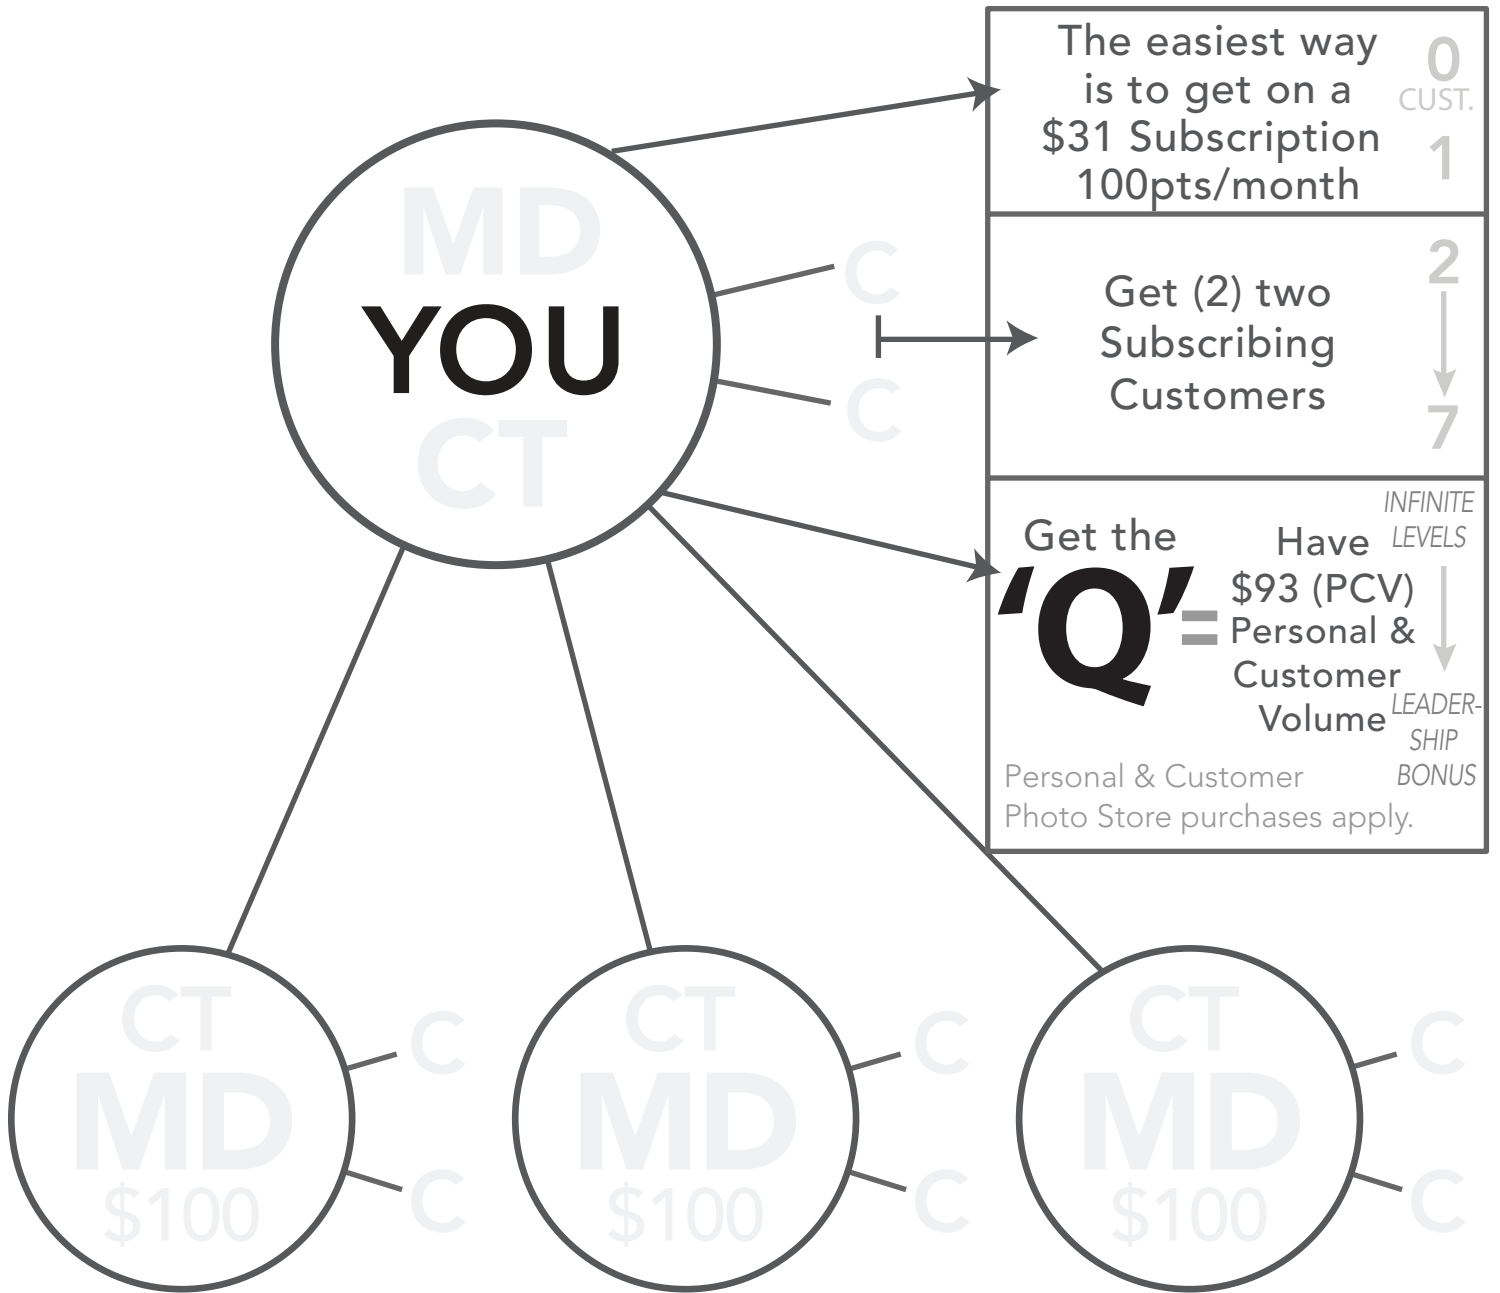 The easiest way
is to get on a
$31 Subscription
100pts/month
0
CUST.
1
MD
YOU
CT
C
C
Get (2) two
Subscribing
Customers
2
7
Get the
‘Q’=
Have
$93 (PCV)
Personal &
Customer
Volume
INFINITE
LEVELS
LEADER-
SHIP
BONUS
Personal & Customer
Photo Store purchases apply.
CT
MD
$100
C
C
CT
MD
$100
C
C
CT
MD
$100
C
C